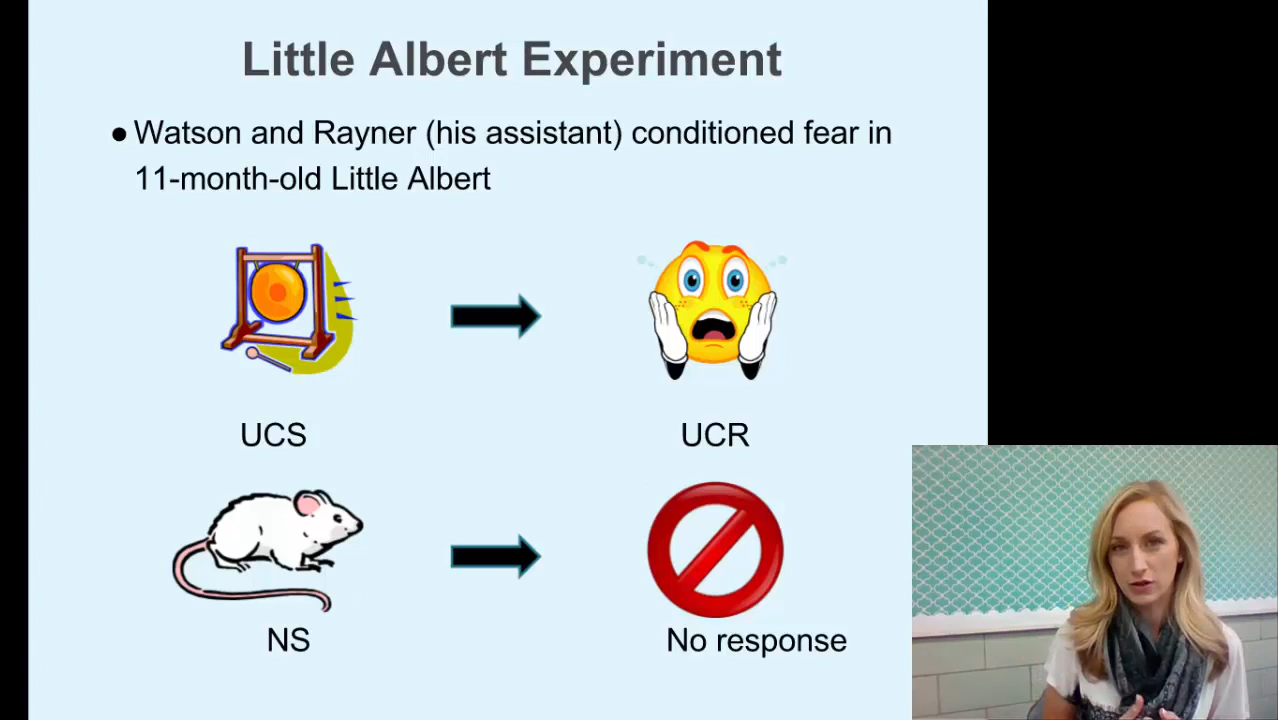 Little Albert Experiment
● Watson and Rayner (his assistant) conditioned fear in
11-month-old Little Albert
UCS
UCR
NS
No response